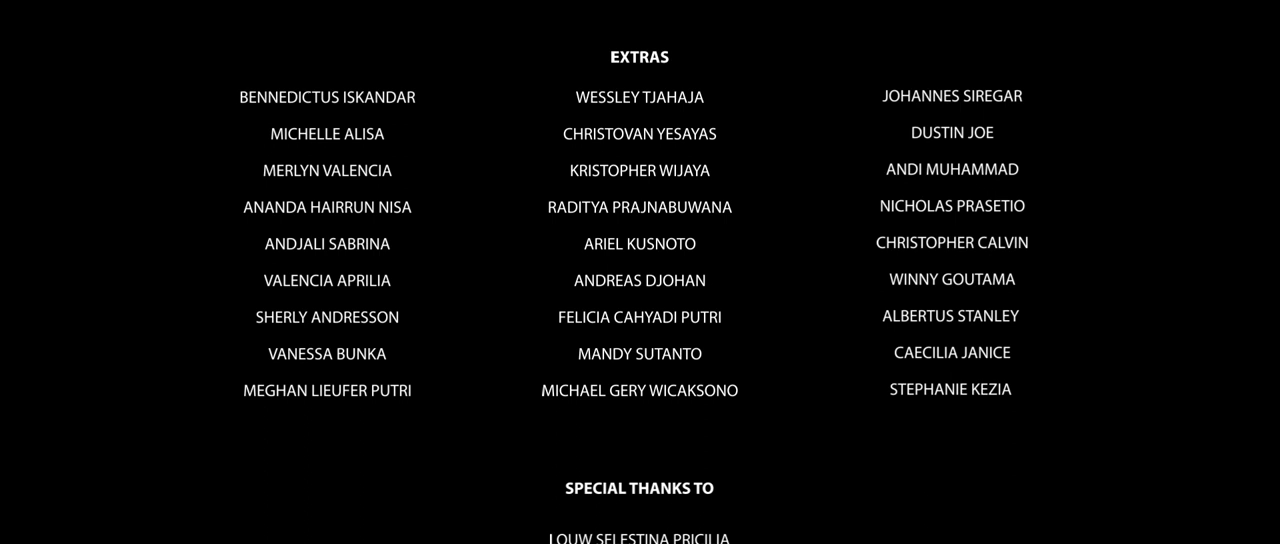 EXTRAS
BENNEDICTUS ISKANDAR WESSLEY TJAHAJA JOHANNES SIREGAR
MICHELLE ALISA CHRISTOVAN YESAYAS DUSTIN JOE
MERLYN VALENCIA KRISTOPHER WIJAYA ANDI MUHAMMAD
ANANDA HAIRRUN NISA RADITYA PRAJNABUWANA NICHOLAS PRASETIO
ANDJALI SABRINA ARIEL KUSNOTO CHRISTOPHER CALVIN
VALENCIA APRILIA ANDREAS DJOHAN WINNY GOUTAMA
SHERLY ANDRESSON FELICIA CAHYADI PUTRI ALBERTUS STANLEY
VANESSA BUNKA MANDY SUTANTO CAECILIA JANICE
MEGHAN LIEUFER PUTRI MICHAEL GERY WICAKSONO STEPHANIE KEZIA
SPECIAL THANKS TO
LOUW SELESTINA PRICILIA